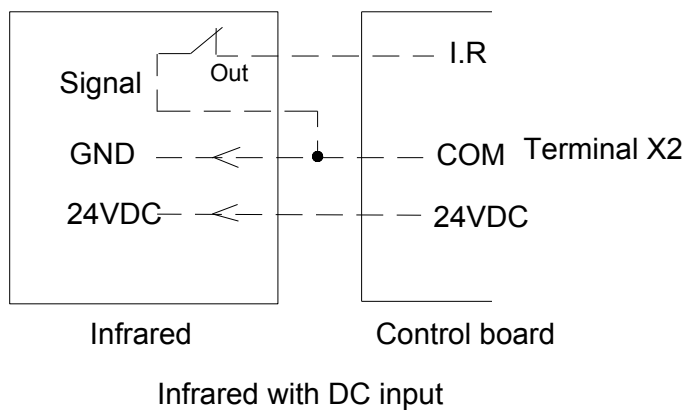 I.R
Out
Signal
GND
COM
Terminal X2
24VDC
24VDC
Infrared
Control board
Infrared with DC input